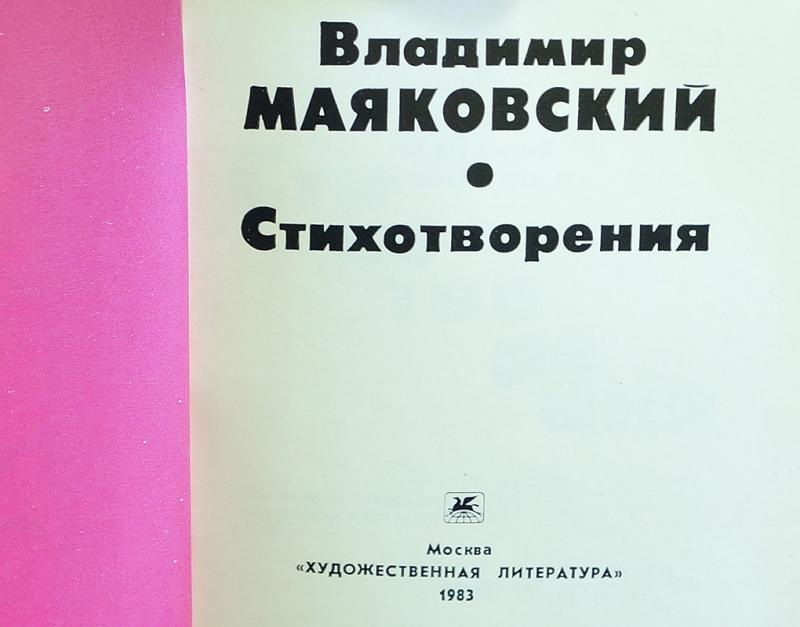 Владимир
МАЯКОВСКИЙ
•
Стихотворения
Москва
«ХУДОЖЕСТВЕННАЯ ЛИТЕРАТУРА»
1983